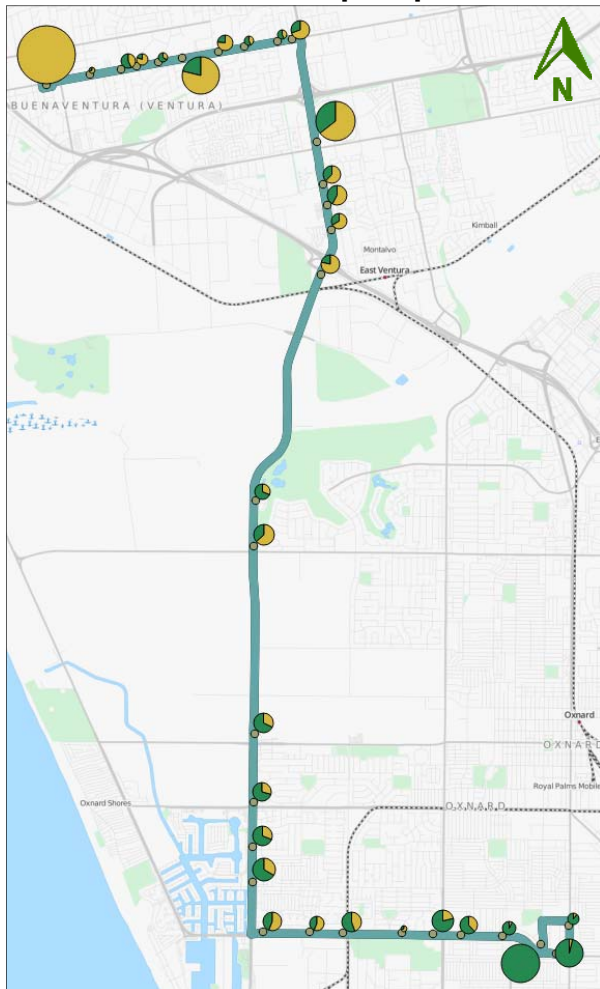 N
BUENAVENTURA (VENTURA)
Kimball
Montalvo
East Ventura
Oxnard
OXNARD
Royal Palms Mobile
Oxnard Shores
OXNARD